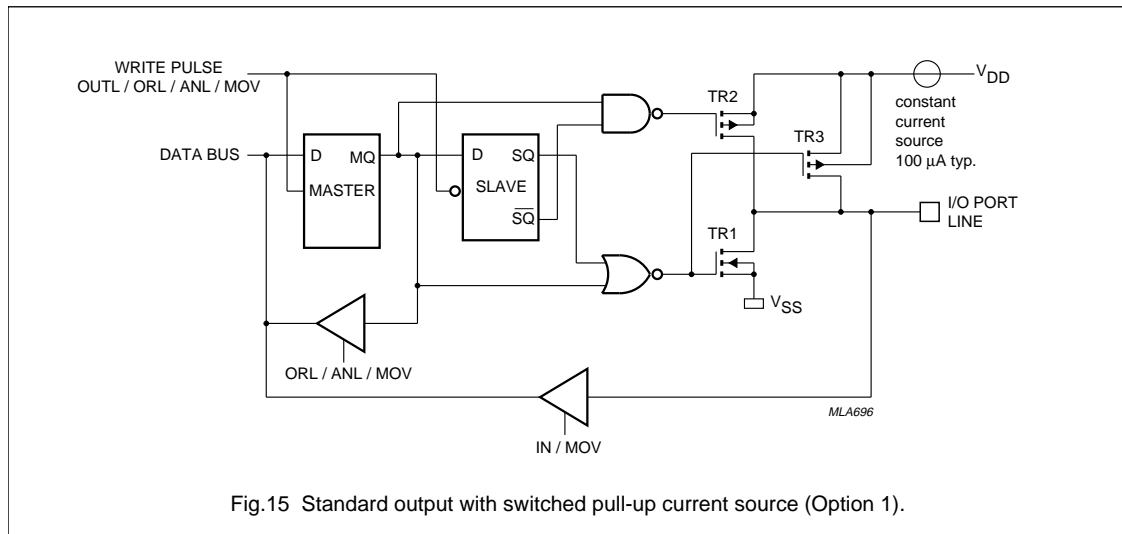 WRITE PULSE
OUTL / ORL / ANL / MOV
DATA BUS
D
MQ
MASTER
D
SQ
SLAVE
SQ
TR2
TR3
TR1
VDD
constant
current
source
100 µA typ.
I/O PORT
LINE
VSS
ORL / ANL / MOV
IN / MOV
MLA696
Fig.15 Standard output with switched pull-up current source (Option 1).